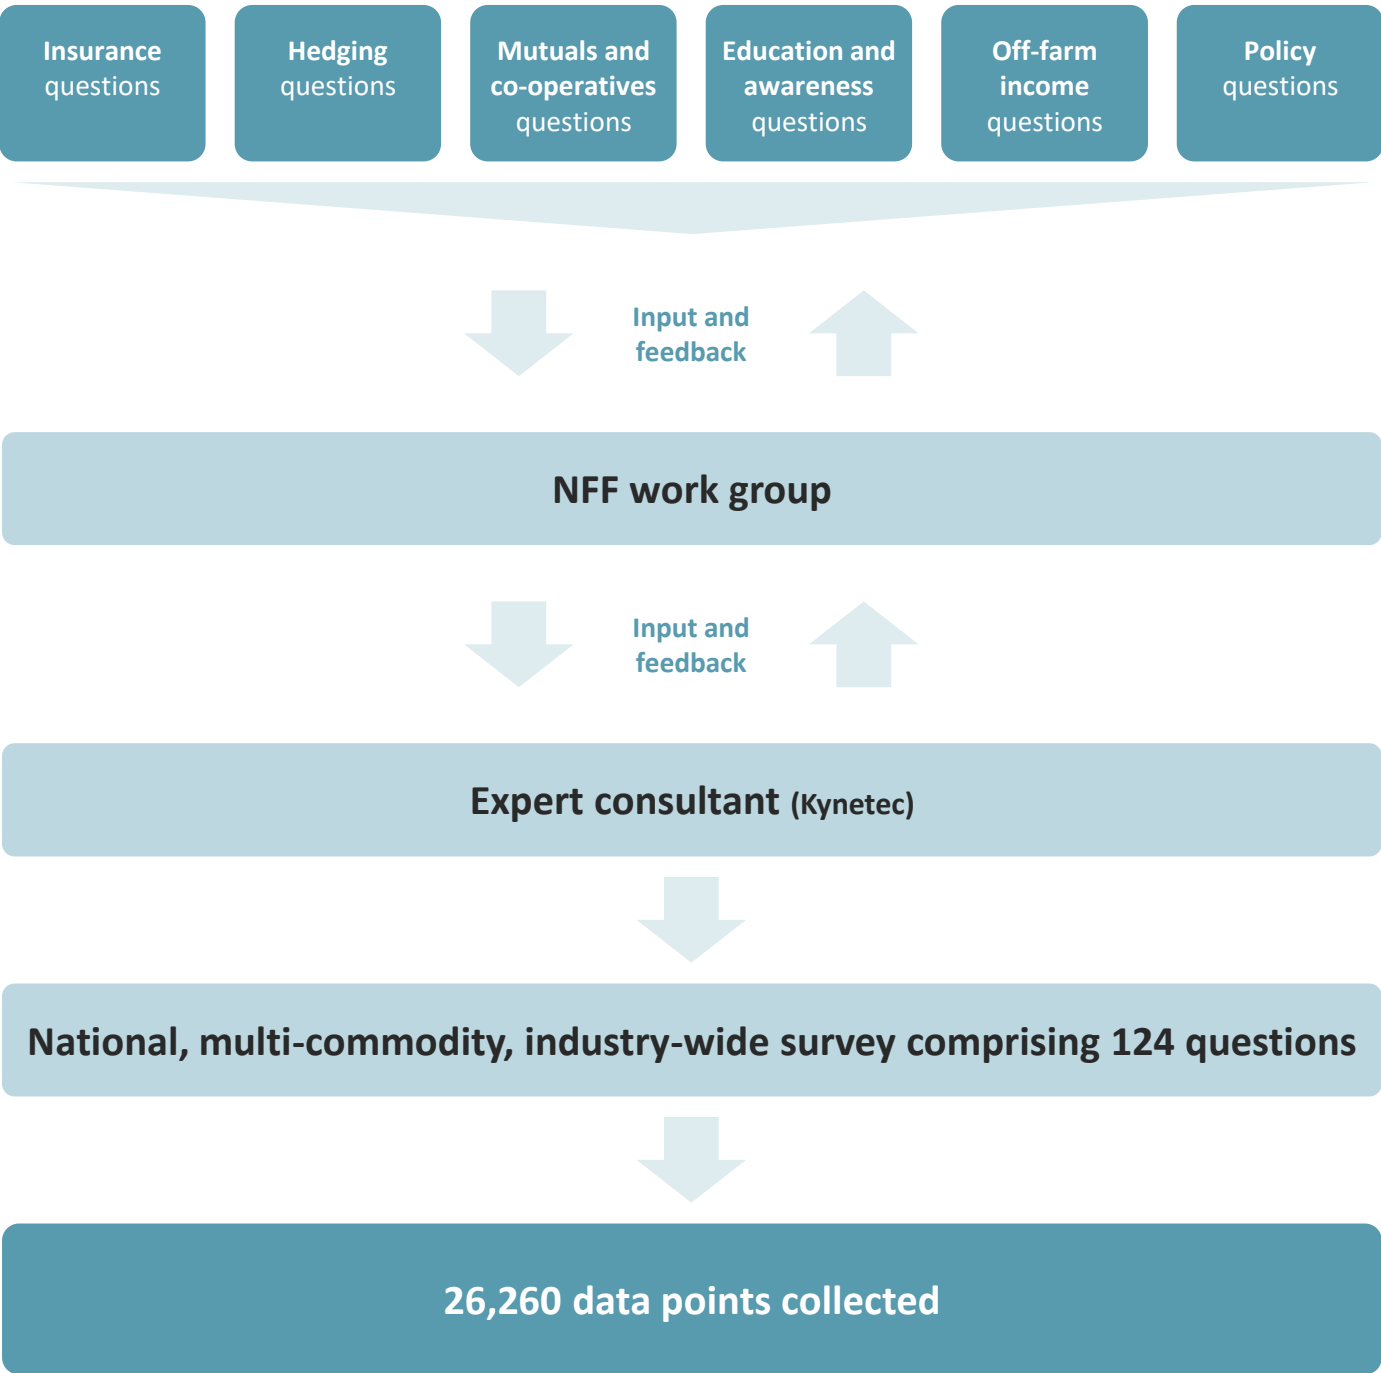 Insurance
questions
Hedging
questions
Mutuals and
co-operatives
questions
Education and
awareness
questions
Off-farm
income
questions
Policy
questions
Input and
feedback
NFF work group
Input and
feedback
Expert consultant (Kynetec)
National, multi-commodity, industry-wide survey comprising 124 questions
26,260 data points collected